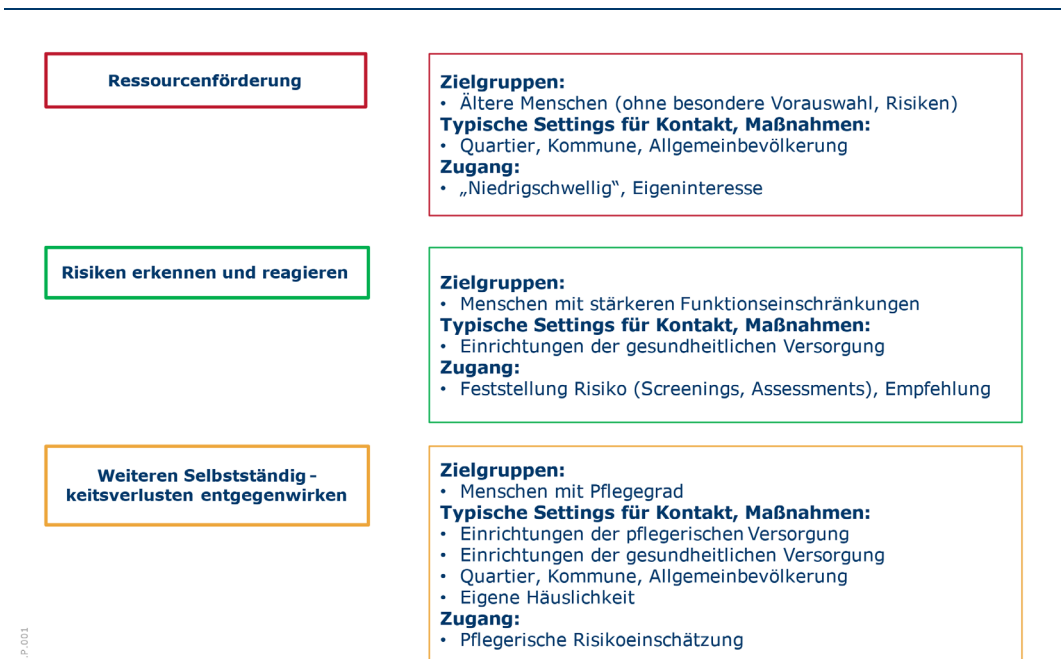 Ressourcenförderung
Zielgruppen:
• Ältere Menschen (ohne besondere Vorauswahl, Risiken)
Typische Settings für Kontakt, Maßnahmen:
• Quartier, Kommune, Allgemeinbevölkerung
Zugang:
• „Niedrigschwellig“, Eigeninteresse
Risiken erkennen und reagieren
Zielgruppen:
• Menschen mit stärkeren Funktionseinschränkungen
Typische Settings für Kontakt, Maßnahmen:
• Einrichtungen der gesundheitlichen Versorgung
Zugang:
• Feststellung Risiko (Screenings, Assessments), Empfehlung
Weiteren Selbstständig-
keitsverlusten entgegenwirken
Zielgruppen:
• Menschen mit Pflegegrad
Typische Settings für Kontakt, Maßnahmen:
• Einrichtungen der pflegerischen Versorgung
• Einrichtungen der gesundheitlichen Versorgung
• Quartier, Kommune, Allgemeinbevölkerung
• Eigene Häuslichkeit
Zugang:
• Pflegerische Risikoeinschätzung
.P.001